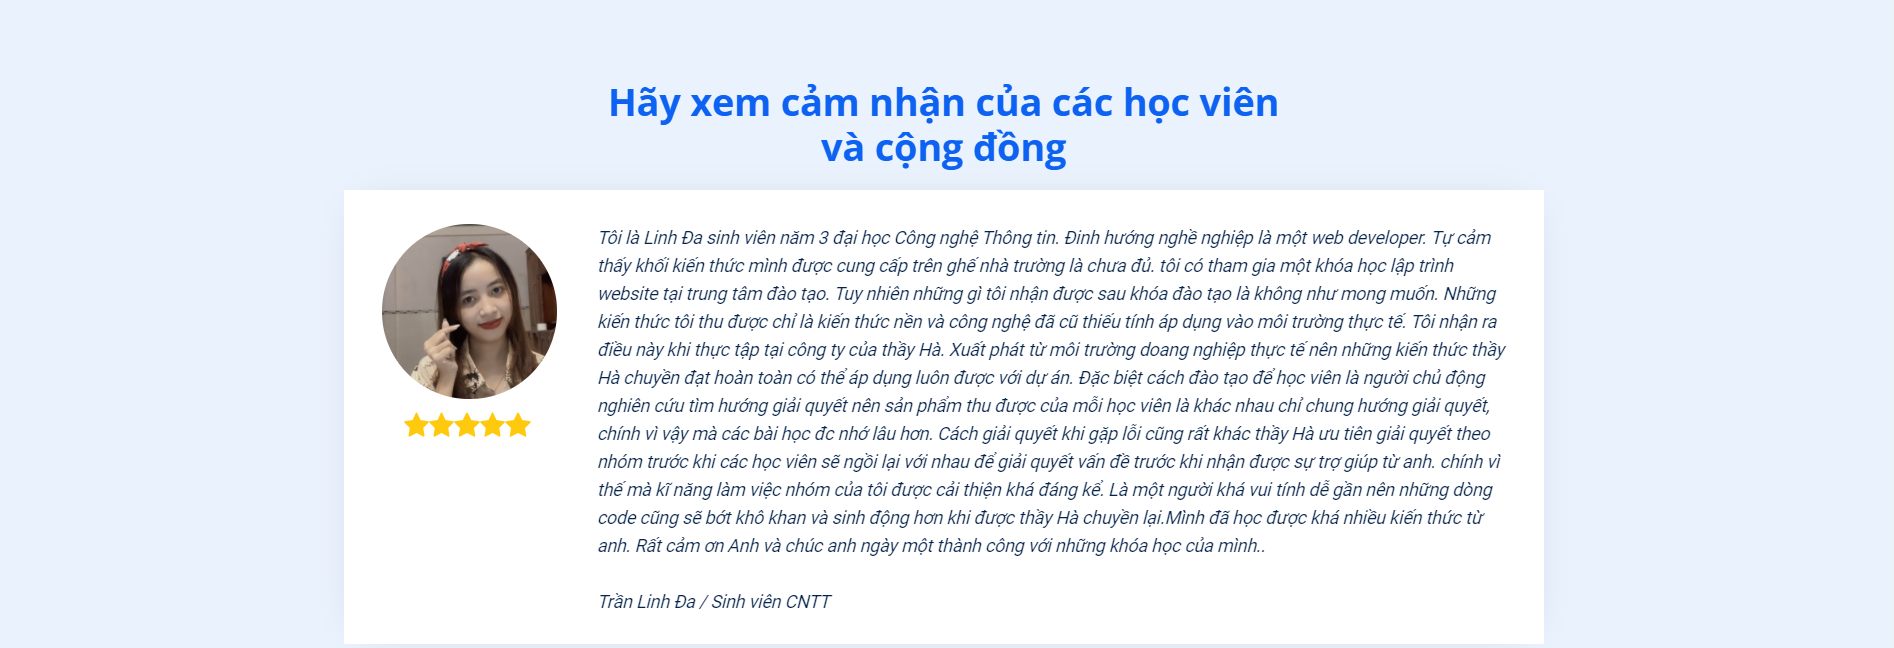 Hãy xem cảm nhận của các học viên
và cộng đồng
Tôi là Linh Đa sinh viên năm 3 đại học Công nghệ Thông tin. Đinh hướng nghề nghiệp là một web developer. Tự cảm
thấy khối kiến thức mình được cung cấp trên ghế nhà trường là chưa đủ. tôi có tham gia một khóa học lập trình
website tại trung tâm đào tạo. Tuy nhiên những gì tôi nhận được sau khóa đào tạo là không như mong muốn. Những
kiến thức tôi thu được chỉ là kiến thức nền và công nghệ đã cũ thiếu tính áp dụng vào môi trường thực tế. Tôi nhận ra
điều này khi thực tập tại công ty của thầy Hà. Xuất phát từ môi trường doang nghiệp thực tế nên những kiến thức thầy
Hà chuyền đạt hoàn toàn có thể áp dụng luôn được với dự án. Đặc biệt cách đào tạo để học viên là người chủ động
nghiên cứu tìm hướng giải quyết nên sản phẩm thu được của mỗi học viên là khác nhau chỉ chung hướng giải quyết,
chính vì vậy mà các bài học đc nhớ lâu hơn. Cách giải quyết khi gặp lỗi cũng rất khác thầy Hà ưu tiên giải quyết theo
nhóm trước khi các học viên sẽ ngồi lại với nhau để giải quyết vấn đề trước khi nhận được sự trợ giúp từ anh. chính vì
thế mà kĩ năng làm việc nhóm của tôi được cải thiện khá đáng kể. Là một người khá vui tính dễ gần nên những dòng
code cũng sẽ bớt khô khan và sinh động hơn khi được thầy Hà chuyền lại.Mình đã học được khá nhiều kiến thức từ
anh. Rất cảm ơn Anh và chúc anh ngày một thành công với những khóa học của mình..
Trần Linh Đa / Sinh viên CNTT